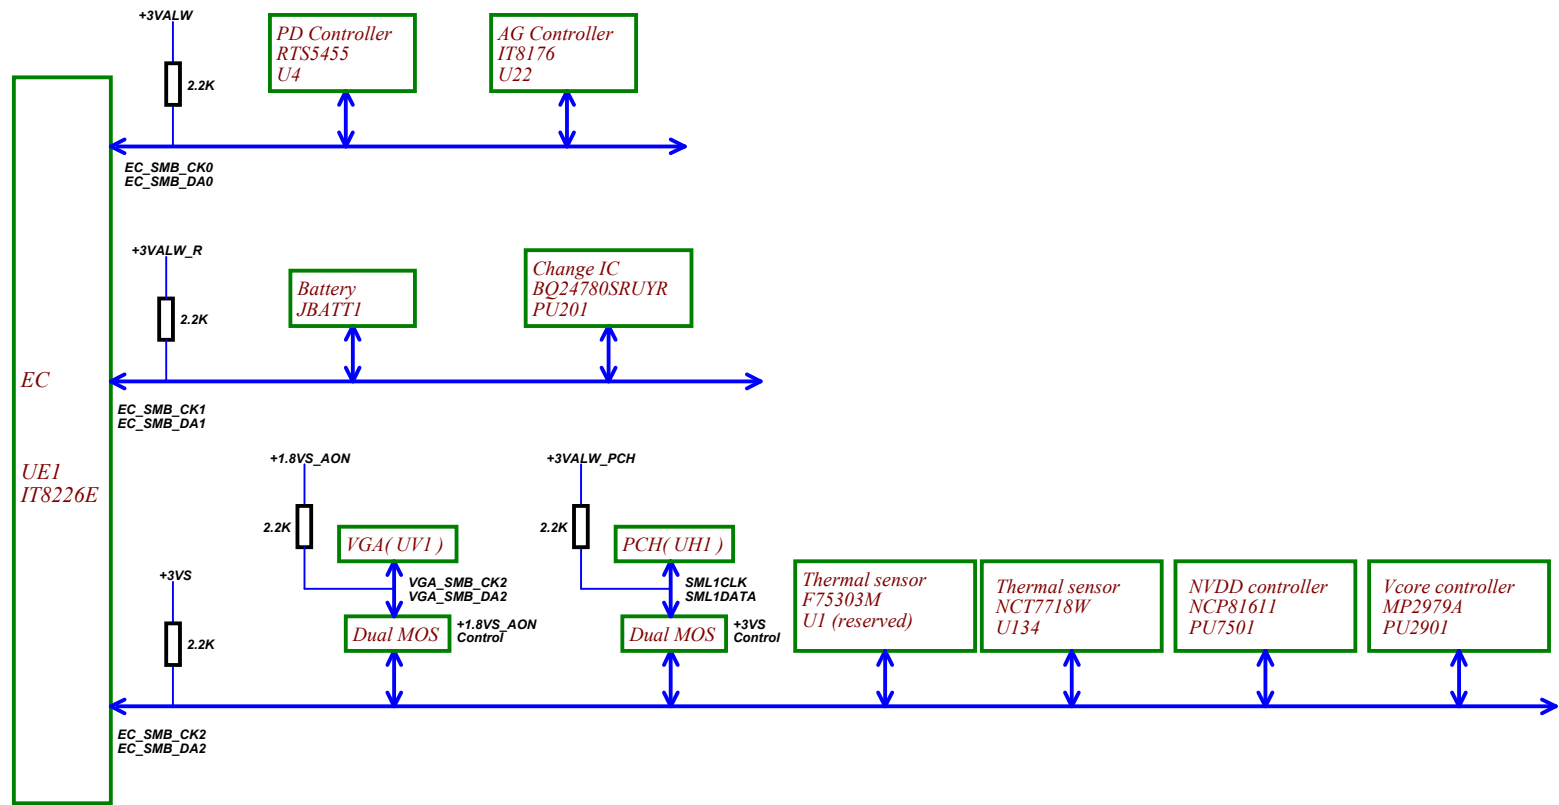 +3VALW
2.2K
PD Controller
RTS5455
U4
AG Controller
IT8176
U22
EC_SMB_CK0
EC_SMB_DA0
+3VALW_R
2.2K
Battery
JBATT1
Change IC
BQ24780SRUYR
PU201
EC
UE1
IT8226E
EC_SMB_CK1
EC_SMB_DA1
+1.8VS_AON
2.2K
VGA( UV1 )
VGA_SMB_CK2
VGA_SMB_DA2
Dual MOS
+1.8VS_AON
Control
+3VALW_PCH
2.2K
PCH( UH1 )
SML1CLK
SML1DATA
Dual MOS
+3VS
Control
Thermal sensor
F75303M
U1 (reserved)
Thermal sensor
NCT7718W
U134
NVDD controller
NCP81611
PU7501
Vcore controller
MP2979A
PU2901
+3VS
2.2K
EC_SMB_CK2
EC_SMB_DA2